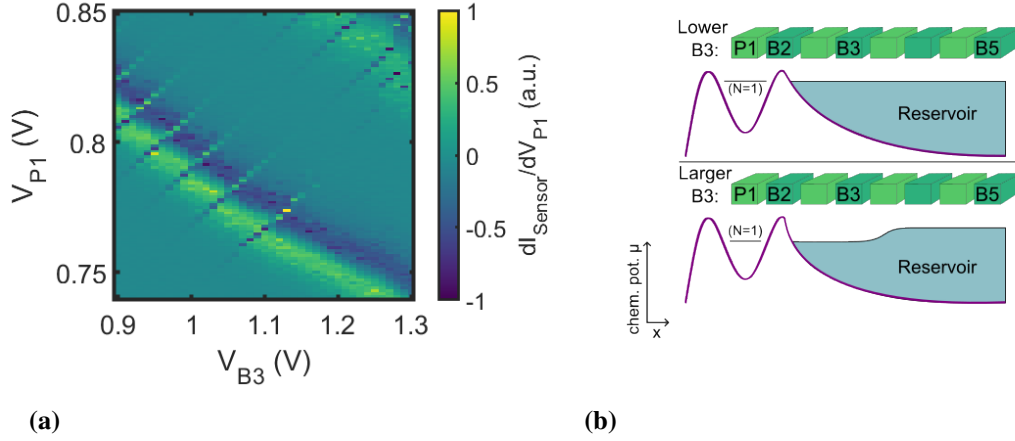 0.85
0.8
0.75
V_P1 (V)
0.9
1
1.1
1.2
1.3
V_B3 (V)
1
0.5
0
-0.5
-1
dI_Sensor/dV_P1 (a.u.)
(a)
Lower
B3:
P1 B2 B3 B5
(N=1)
Reservoir
Larger
B3:
P1 B2 B3 B5
(N=1)
Reservoir
chem. pot. μ
x
(b)